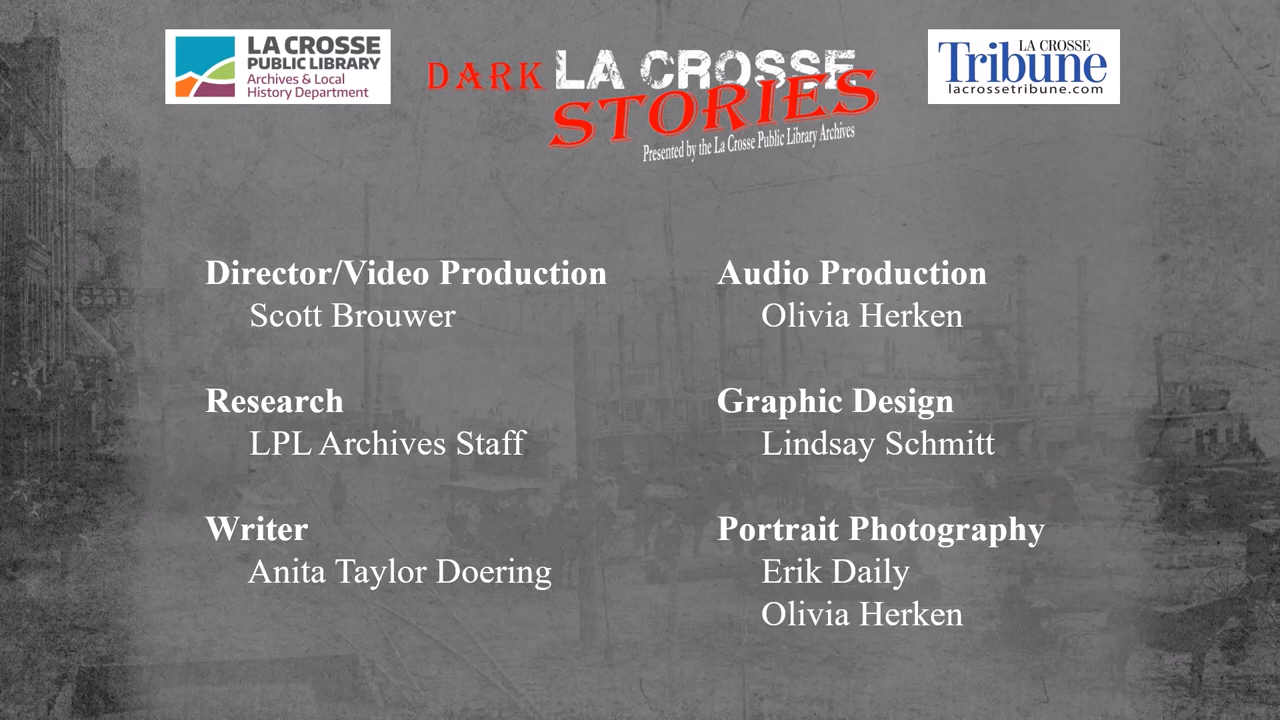 LA CROSSE
PUBLIC LIBRARY
Archives & Local
History Department
DARK LA CROSSE
STORIES
Presented by the La Crosse Public Library Archives
LA CROSSE
Tribune
lacrossetribune.com
Director/Video Production
Scott Brouwer
Research
LPL Archives Staff
Writer
Anita Taylor Doering
Audio Production
Olivia Herken
Graphic Design
Lindsay Schmitt
Portrait Photography
Erik Daily
Olivia Herken